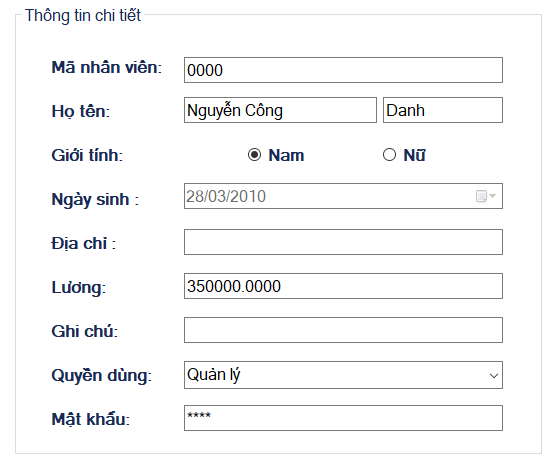 Thông tin chi tiết
Mã nhân viên: 0000
Họ tên: Nguyễn Công Danh
Giới tính: Nam Nữ
Ngày sinh : 28/03/2010
Địa chỉ :
Lương: 350000.0000
Ghi chú:
Quyền dùng: Quản lý
Mật khẩu: ****